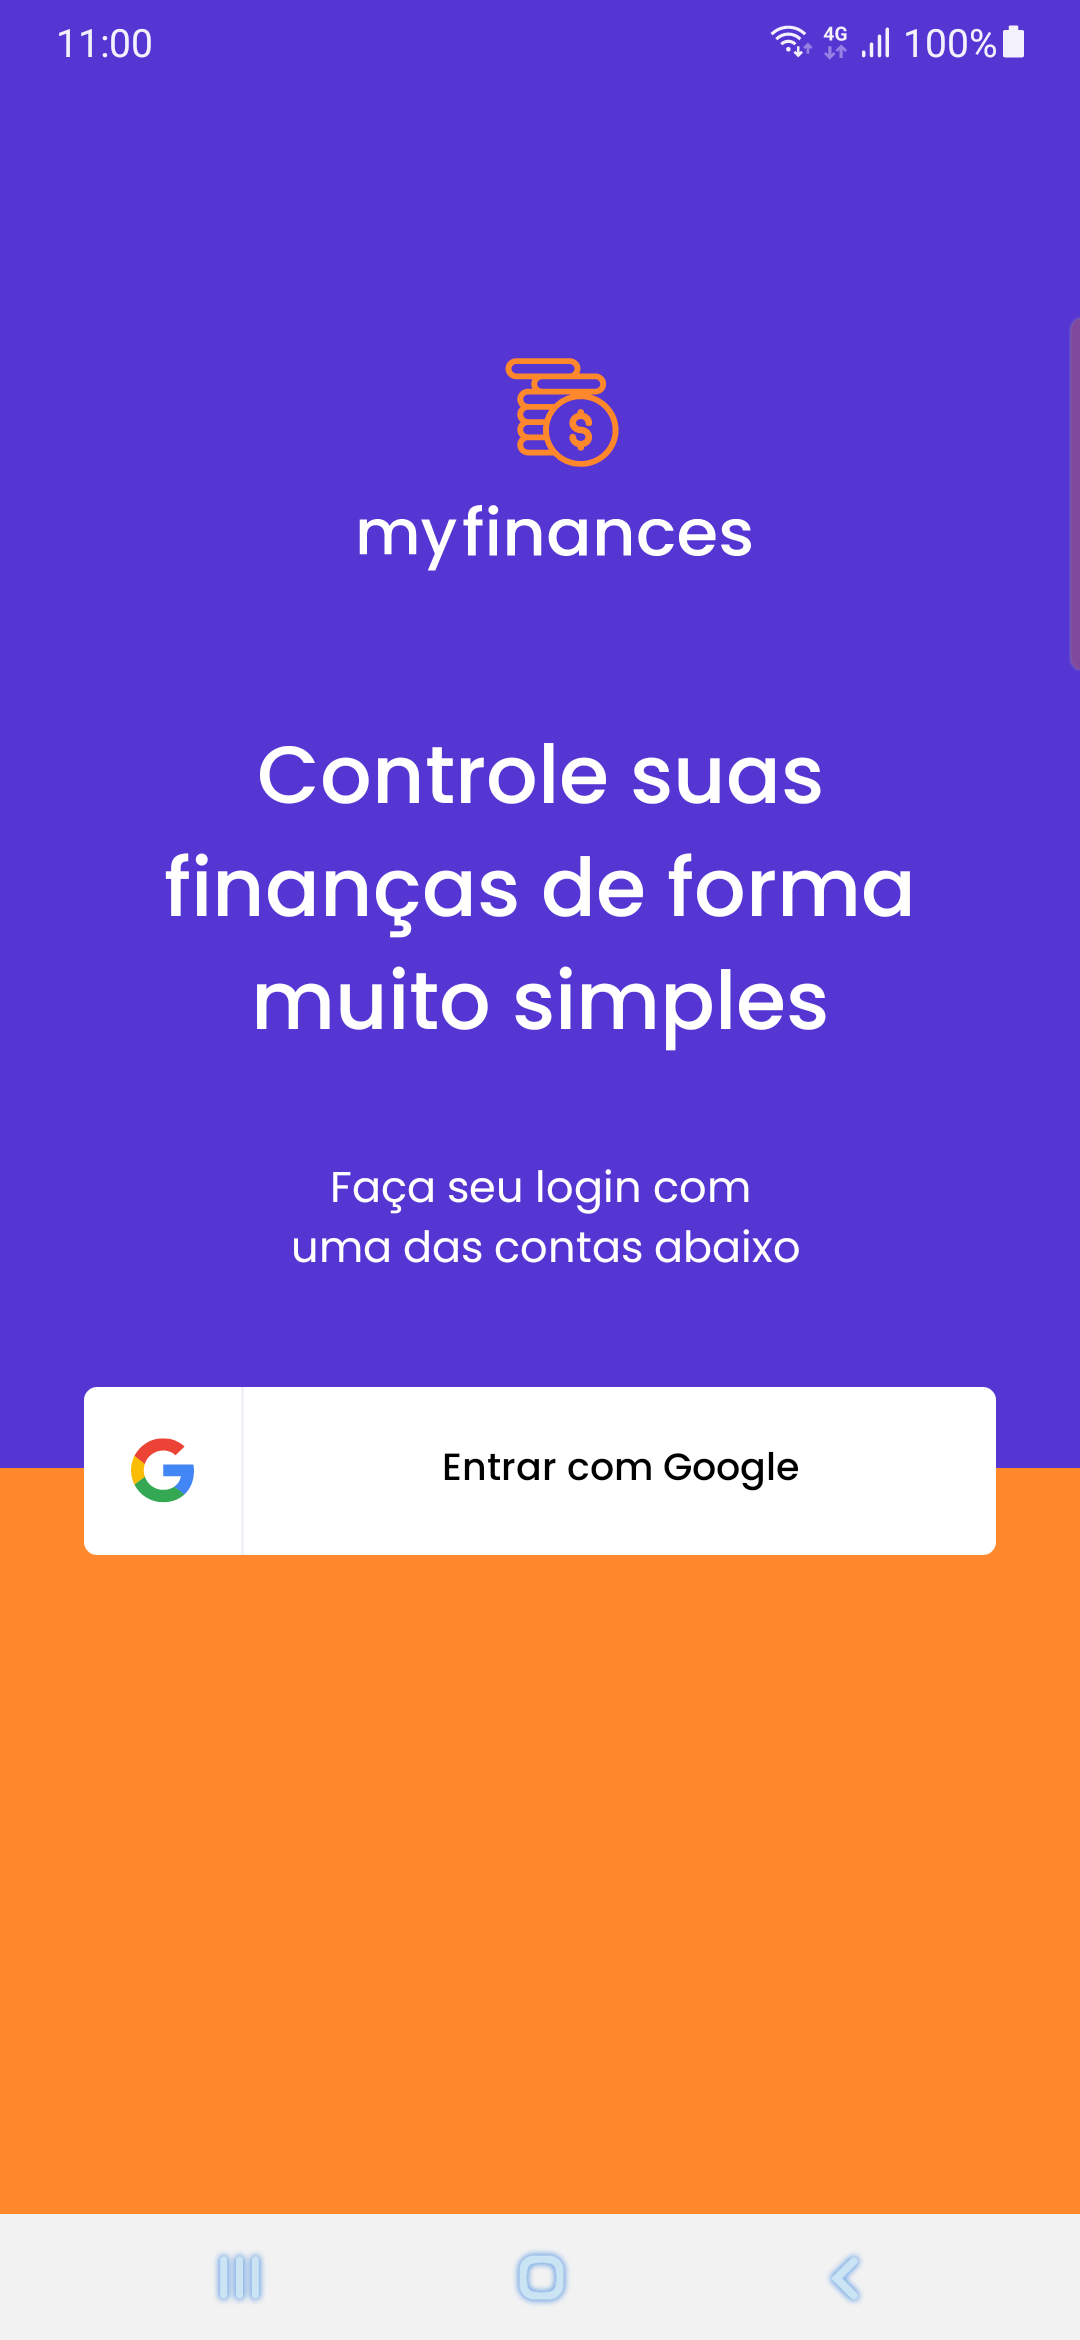 11:00 4G 100%
$
myfinances
Controle suas
finanças de forma
muito simples
Faça seu login com
uma das contas abaixo
G Entrar com Google